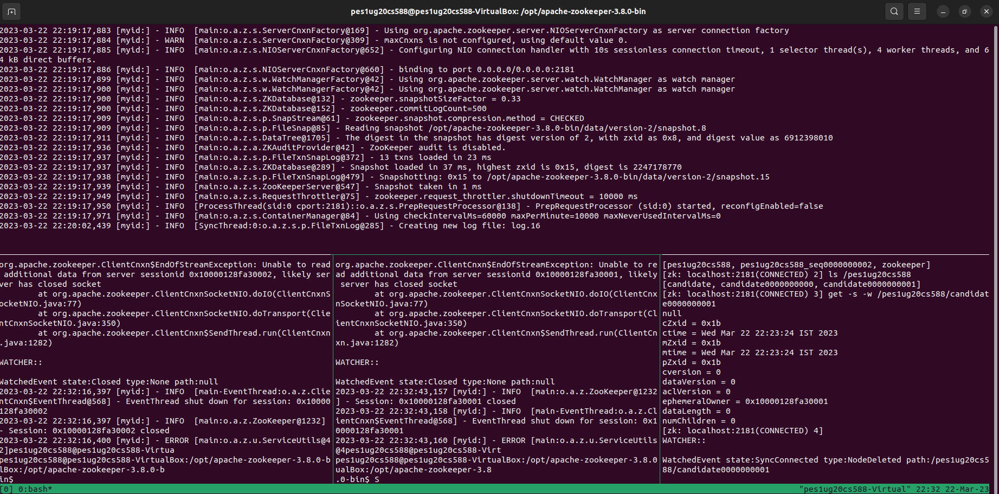 pes1ug20cs588@pes1ug20cs588-VirtualBox: /opt/apache-zookeeper-3.8.0-bin
2023-03-22 22:19:17,883 [myid:] - INFO  [main:o.a.z.s.ServerCnxnFactory@169] - Using org.apache.zookeeper.server.NIOServerCnxnFactory as server connection factory
2023-03-22 22:19:17,884 [myid:] - WARN  [main:o.a.z.s.ServerCnxnFactory@309] - maxCnxns is not configured, using default value 0.
2023-03-22 22:19:17,885 [myid:] - INFO  [main:o.a.z.s.NIOServerCnxnFactory@652] - Configuring NIO connection handler with 10s sessionless connection timeout, 1 selector thread(s), 4 worker threads, and 6
4 kB direct buffers.
2023-03-22 22:19:17,886 [myid:] - INFO  [main:o.a.z.s.NIOServerCnxnFactory@660] - binding to port 0.0.0.0/0.0.0.0:2181
2023-03-22 22:19:17,899 [myid:] - INFO  [main:o.a.z.s.w.WatchManagerFactory@42] - Using org.apache.zookeeper.server.watch.WatchManager as watch manager
2023-03-22 22:19:17,900 [myid:] - INFO  [main:o.a.z.s.w.WatchManagerFactory@42] - Using org.apache.zookeeper.server.watch.WatchManager as watch manager
2023-03-22 22:19:17,900 [myid:] - INFO  [main:o.a.z.s.ZKDatabase@132] - zookeeper.snapshotSizeFactor = 0.33
2023-03-22 22:19:17,900 [myid:] - INFO  [main:o.a.z.s.ZKDatabase@152] - zookeeper.commitLogCount=500
2023-03-22 22:19:17,909 [myid:] - INFO  [main:o.a.z.s.p.SnapStream@61] - zookeeper.snapshot.compression.method = CHECKED
2023-03-22 22:19:17,909 [myid:] - INFO  [main:o.a.z.s.p.FileSnap@85] - Reading snapshot /opt/apache-zookeeper-3.8.0-bin/data/version-2/snapshot.8
2023-03-22 22:19:17,911 [myid:] - INFO  [main:o.a.z.s.DataTree@1705] - The digest in the snapshot has digest version of 2, with zxid as 0x8, and digest value as 6912398010
2023-03-22 22:19:17,936 [myid:] - INFO  [main:o.a.z.a.ZKAuditProvider@42] - ZooKeeper audit is disabled.
2023-03-22 22:19:17,937 [myid:] - INFO  [main:o.a.z.s.p.FileTxnSnapLog@372] - 13 txns loaded in 23 ms
2023-03-22 22:19:17,937 [myid:] - INFO  [main:o.a.z.s.ZKDatabase@289] - Snapshot loaded in 37 ms, highest zxid is 0x15, digest is 2247178770
2023-03-22 22:19:17,938 [myid:] - INFO  [main:o.a.z.s.p.FileTxnSnapLog@479] - Snapshotting: 0x15 to /opt/apache-zookeeper-3.8.0-bin/data/version-2/snapshot.15
2023-03-22 22:19:17,939 [myid:] - INFO  [main:o.a.z.s.ZooKeeperServer@547] - Snapshot taken in 1 ms
2023-03-22 22:19:17,949 [myid:] - INFO  [main:o.a.z.s.RequestThrottler@75] - zookeeper.request_throttler.shutdownTimeout = 10000 ms
2023-03-22 22:19:17,950 [myid:] - INFO  [ProcessThread(sid:0 cport:2181)::o.a.z.s.PrepRequestProcessor@138] - PrepRequestProcessor (sid:0) started, reconfigEnabled=false
2023-03-22 22:19:17,971 [myid:] - INFO  [main:o.a.z.s.ContainerManager@84] - Using checkIntervalMs=60000 maxPerMinute=10000 maxNeverUsedIntervalMs=0
2023-03-22 22:20:02,439 [myid:] - INFO  [SyncThread:0:o.a.z.s.p.FileTxnLog@285] - Creating new log file: log.16
org.apache.zookeeper.ClientCnxn$EndOfStreamException: Unable to read
 additional data from server sessionid 0x10000128fa30002, likely ser
ver has closed socket
        at org.apache.zookeeper.ClientCnxnSocketNIO.doIO(ClientCnxnS
ocketNIO.java:77)
        at org.apache.zookeeper.ClientCnxnSocketNIO.doTransport(Clie
ntCnxnSocketNIO.java:350)
        at org.apache.zookeeper.ClientCnxn$SendThread.run(ClientCnxn
.java:1282)
WATCHER::
WatchedEvent state:Closed type:None path:null
2023-03-22 22:32:16,397 [myid:] - INFO  [main-EventThread:o.a.z.Clie
ntCnxn$EventThread@568] - EventThread shut down for session: 0x10000
128fa30002
2023-03-22 22:32:16,397 [myid:] - INFO  [main:o.a.z.ZooKeeper@1232]
- Session: 0x10000128fa30002 closed
2023-03-22 22:32:16,400 [myid:] - ERROR [main:o.a.z.u.ServiceUtils@4
2]pes1ug20cs588@pes1ug20cs588-Virtua
pes1ug20cs588@pes1ug20cs588-VirtualBox:/opt/apache-zookeeper-3.8.0-b
lBox:/opt/apache-zookeeper-3.8.0-b
in$
org.apache.zookeeper.ClientCnxn$EndOfStreamException: Unable to re
ad additional data from server sessionid 0x10000128fa30001, likely
 server has closed socket
        at org.apache.zookeeper.ClientCnxnSocketNIO.doIO(ClientCnx
nSocketNIO.java:77)
        at org.apache.zookeeper.ClientCnxnSocketNIO.doTransport(Cl
ientCnxnSocketNIO.java:350)
        at org.apache.zookeeper.ClientCnxn$SendThread.run(ClientCn
xn.java:1282)
WATCHER::
WatchedEvent state:Closed type:None path:null
2023-03-22 22:32:43,157 [myid:] - INFO  [main:o.a.z.ZooKeeper@1232
] - Session: 0x10000128fa30001 closed
2023-03-22 22:32:43,158 [myid:] - INFO  [main-EventThread:o.a.z.Cl
ientCnxn$EventThread@568] - EventThread shut down for session: 0x1
0000128fa30001
2023-03-22 22:32:43,160 [myid:] - ERROR [main:o.a.z.u.ServiceUtils
@4pes1ug20cs588@pes1ug20cs588-Virt
pes1ug20cs588@pes1ug20cs588-VirtualBox:/opt/apache-zookeeper-3.8.0
ualBox:/opt/apache-zookeeper-3.8
.0-bin$ S
[pes1ug20cs588, pes1ug20cs588_seq0000000002, zookeeper]
[zk: localhost:2181(CONNECTED) 2] ls /pes1ug20cs588
[candidate, candidate0000000000, candidate0000000001]
[zk: localhost:2181(CONNECTED) 3] get -s -w /pes1ug20cs588/candidat
e0000000001
null
cZxid = 0x1b
ctime = Wed Mar 22 22:23:24 IST 2023
mZxid = 0x1b
mtime = Wed Mar 22 22:23:24 IST 2023
pZxid = 0x1b
cversion = 0
dataVersion = 0
aclVersion = 0
ephemeralOwner = 0x10000128fa30001
dataLength = 0
numChildren = 0
[zk: localhost:2181(CONNECTED) 4]
WATCHER::
WatchedEvent state:SyncConnected type:NodeDeleted path:/pes1ug20cs5
88/candidate0000000001
[0] 0:bash*
"pes1ug20cs588-Virtual" 22:32 22-Mar-23